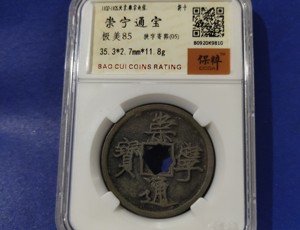 崇宁通宝
极美85
35.3*2.7mm*11.8g
BAO CUI COINS RATING
保粹
崇
寧
通
寳